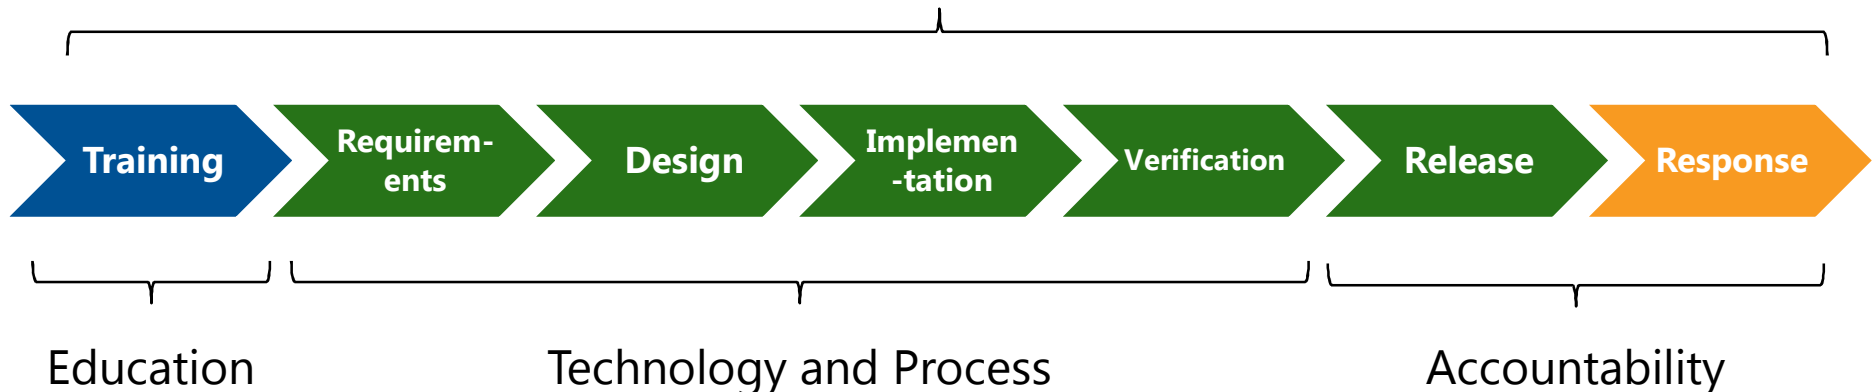 Training
Requirem-
ents
Design
Implemen
-tation
Verification
Release
Response
Education
Technology and Process
Accountability